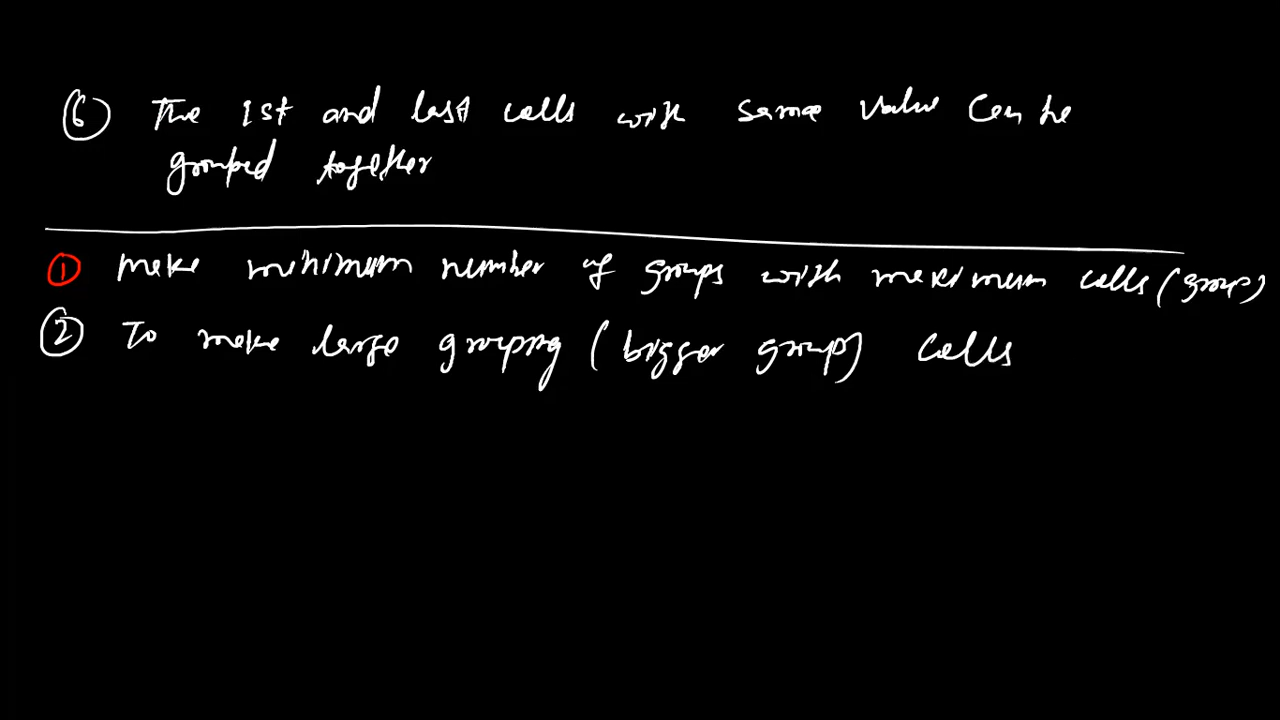 ⑥ The 1st and last cells with same value can be
grouped together
① make minimum number of groups with maximum cells (group)
② To make large grouping (bigger group) cells